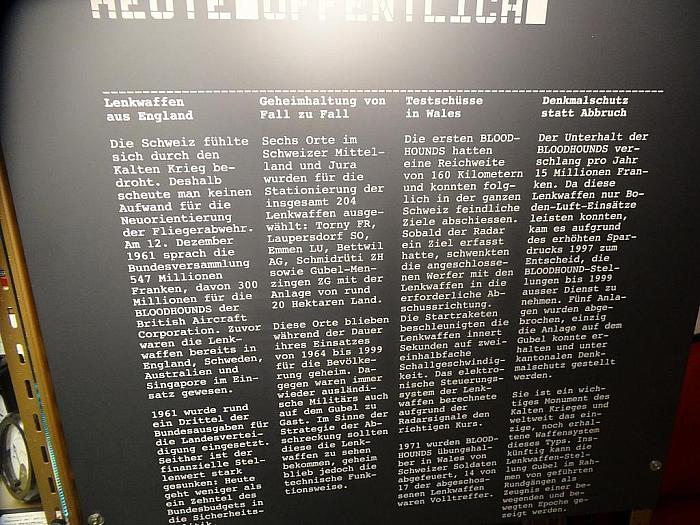 HEUTE ÖFFENTLICH
Lenkwaffen
aus England
Die Schweiz fühlte
sich durch den
Kalten Krieg be-
droht. Deshalb
scheute man keinen
Aufwand für die
Neuorientierung
der Fliegerabwehr.
Am 12. Dezember
1961 sprach die
Bundesversammlung
547 Millionen
Franken, davon 300
Millionen für die
BLOODHOUNDS der
British Aircraft
Corporation. Zuvor
waren die Lenk-
waffen bereits in
England, Schweden,
Australien und
Singapore im Ein-
satz gewesen.
1961 wurde rund
ein Drittel der
Bundesausgaben für
die Landesvertei-
digung eingesetzt.
Seither ist der
finanzielle Stel-
lenwert stark
gesunken: Heute
geht weniger als
ein Zehntel des
Bundesbudgets in
die Sicherheits-
Geheimhaltung von
Fall zu Fall
Sechs Orte im
Schweizer Mittel-
land und Jura
wurden für die
Stationierung der
insgesamt 204
Lenkwaffen ausge-
wählt: Torny FR,
Laupersdorf SO,
Emmen LU, Bettwil
AG, Schmidrüti ZH
sowie Gubel-Men-
zingen ZG mit der
Anlage von rund
20 Hektaren Land.
Diese Orte blieben
während der Dauer
ihres Einsatzes
von 1964 bis 1999
für die Bevölke-
rung geheim. Da-
gegen waren immer
wieder ausländi-
sche Militärs auch
auf dem Gubel zu
Gast. Im Sinne der
Strategie der Ab-
schreckung sollten
diese die Lenk-
waffen zu sehen
bekommen, geheim
blieb jedoch die
technische Funk-
tionsweise.
Testschüsse
in Wales
Die ersten BLOOD-
HOUNDS hatten
eine Reichweite
von 160 Kilometern
und konnten folg-
lich in der ganzen
Schweiz feindliche
Ziele abschiessen.
Sobald der Radar
ein Ziel erfasst
hatte, schwenkten
die angeschlosse-
nen Werfer mit den
Lenkwaffen in die
erforderliche Ab-
schussrichtung.
Die Startraketen
beschleunigten die
Lenkwaffen innert
Sekunden auf zwei-
einhalbfache
Schallgeschwindig-
keit. Das elektro-
nische Steuerungs-
system der Lenk-
waffen berechnete
aufgrund der
Radarsignale den
richtigen Kurs.
1971 wurden BLOOD-
HOUNDS übungshal-
ber in Wales von
Schweizer Soldaten
abgefeuert, 14 von
17 der abgeschos-
senen Lenkwaffen
waren Volltreffer.
Denkmalschutz
statt Abbruch
Der Unterhalt der
BLOODHOUNDS ver-
schlang pro Jahr
15 Millionen Fran-
ken. Da diese
Lenkwaffen nur Bo-
den-Luft-Einsätze
leisten konnten,
kam es aufgrund
des erhöhten Spar-
drucks 1997 zum
Entscheid, die
BLOODHOUND-Stel-
lungen bis 1999
ausser Dienst zu
nehmen. Fünf Anla-
gen wurden abge-
brochen, einzig
die Anlage auf dem
Gubel konnte er-
halten und unter
kantonalen Denk-
malschutz gestellt
werden.
Sie ist ein wich-
tiges Monument des
Kalten Krieges und
weltweit das ein-
zige, noch erhal-
tene Waffensystem
dieses Typs. Ins-
künftig kann die
Lenkwaffen-Stel-
lung Gubel im Rah-
men von geführten
Rundgängen als
Zeugnis einer be-
wegenden und be-
wegten Epoche ge-
zeigt werden.